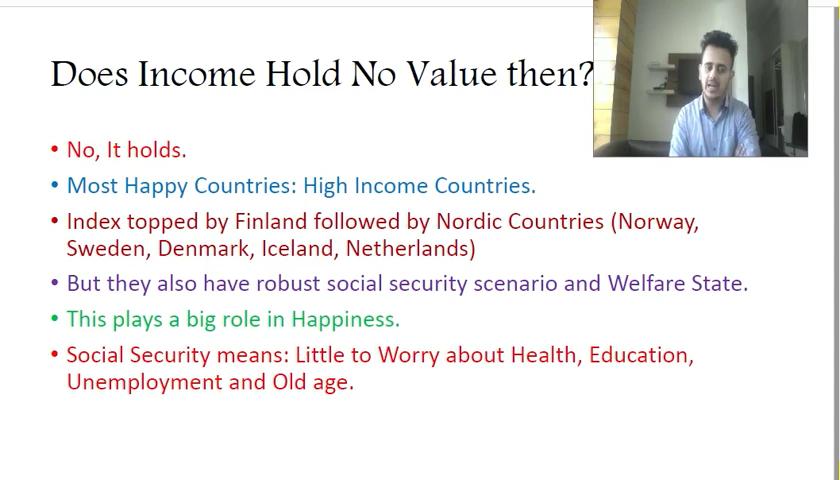 Does Income Hold No Value then?
• No, It holds.
• Most Happy Countries: High Income Countries.
• Index topped by Finland followed by Nordic Countries (Norway,
Sweden, Denmark, Iceland, Netherlands)
• But they also have robust social security scenario and Welfare State.
• This plays a big role in Happiness.
• Social Security means: Little to Worry about Health, Education,
Unemployment and Old age.